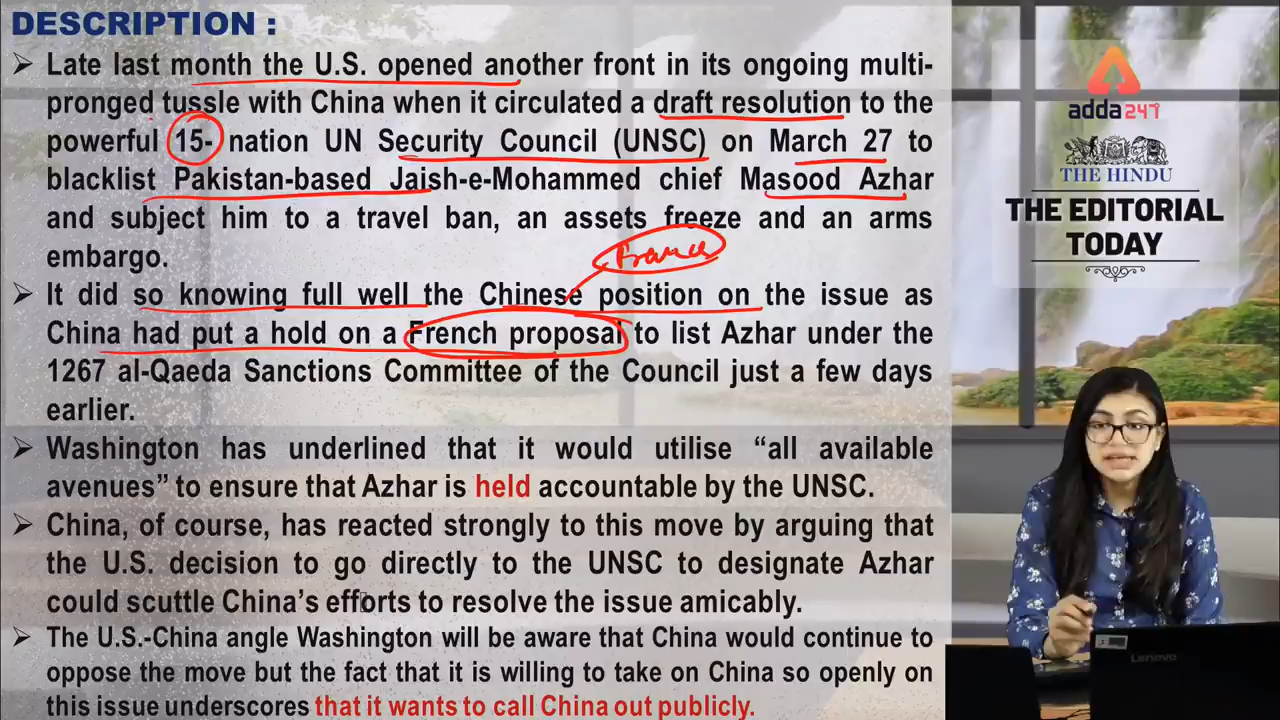 DESCRIPTION :
➢ Late last month the U.S. opened another front in its ongoing multi-
pronged tussle with China when it circulated a draft resolution to the
powerful 15- nation UN Security Council (UNSC) on March 27 to
blacklist Pakistan-based Jaish-e-Mohammed chief Masood Azhar
and subject him to a travel ban, an assets freeze and an arms
embargo.
France
➢ It did so knowing full well the Chinese position on the issue as
China had put a hold on a French proposal to list Azhar under the
1267 al-Qaeda Sanctions Committee of the Council just a few days
earlier.
➢ Washington has underlined that it would utilise “all available
avenues” to ensure that Azhar is held accountable by the UNSC.
➢ China, of course, has reacted strongly to this move by arguing that
the U.S. decision to go directly to the UNSC to designate Azhar
could scuttle China’s efforts to resolve the issue amicably.
➢ The U.S.-China angle Washington will be aware that China would continue to
oppose the move but the fact that it is willing to take on China so openly on
this issue underscores that it wants to call China out publicly.
adda247
THE HINDU
THE EDITORIAL
TODAY
Lenovo